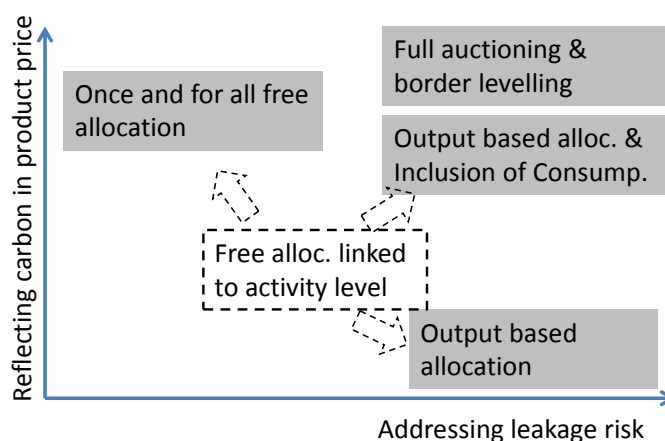 Reflecting carbon in product price
Once and for all free
allocation
Full auctioning &
border levelling
Output based alloc. &
Inclusion of Consump.
Free alloc. linked
to activity level
Output based
allocation
Addressing leakage risk